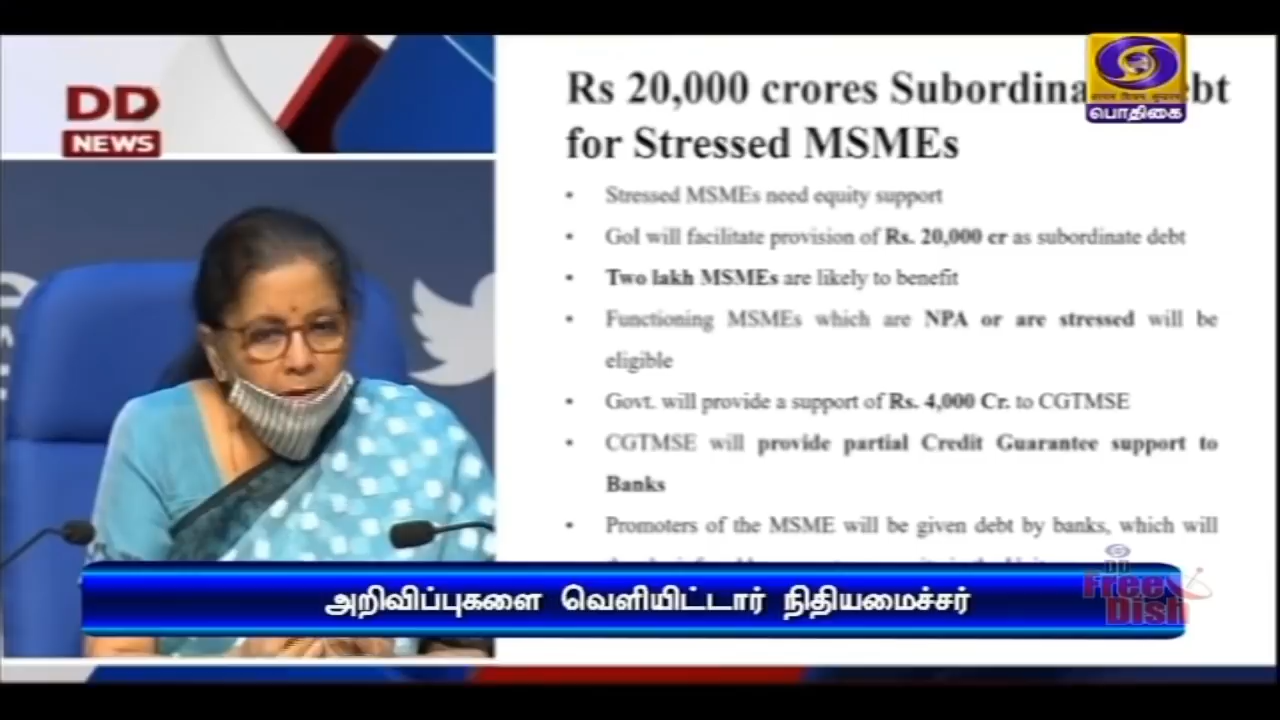 DD
NEWS
பொதிகை
Rs 20,000 crores Subordina bt
for Stressed MSMEs
• Stressed MSMEs need equity support
• GoI will facilitate provision of Rs. 20,000 cr as subordinate debt
• Two lakh MSMEs are likely to benefit
• Functioning MSMEs which are NPA or are stressed will be
eligible
• Govt. will provide a support of Rs. 4,000 Cr. to CGTMSE
• CGTMSE will provide partial Credit Guarantee support to
Banks
• Promoters of the MSME will be given debt by banks, which will
அறிவிப்புகளை வெளியிட்டார் நிதியமைச்சர்
DD
Free
Dish